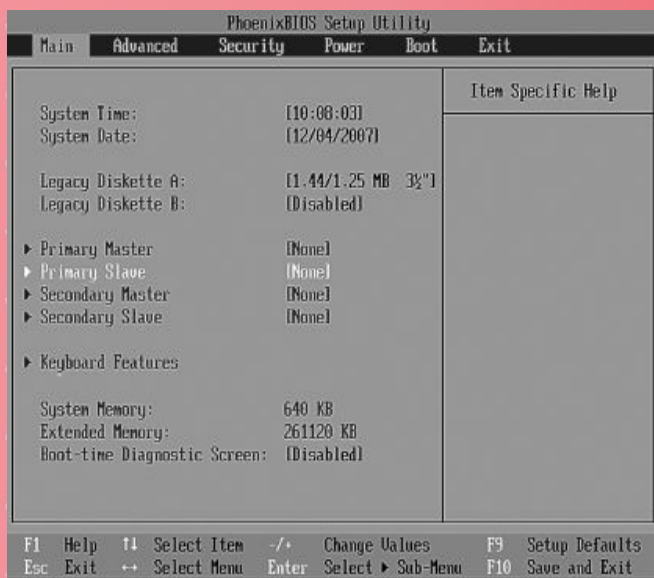 PhoenixBIOS Setup Utility
Main Advanced Security Power Boot Exit
Item Specific Help
System Time: [10:08:03]
System Date: [12/04/2007]
Legacy Diskette A: [1.44/1.25 MB 3½"]
Legacy Diskette B: [Disabled]
▶ Primary Master [None]
▶ Primary Slave [None]
▶ Secondary Master [None]
▶ Secondary Slave [None]
▶ Keyboard Features
System Memory: 640 KB
Extended Memory: 261120 KB
Boot-time Diagnostic Screen: [Disabled]
F1 Help ↑↓ Select Item -/+ Change Values F9 Setup Defaults
Esc Exit ↔ Select Menu Enter Select ▶ Sub-Menu F10 Save and Exit